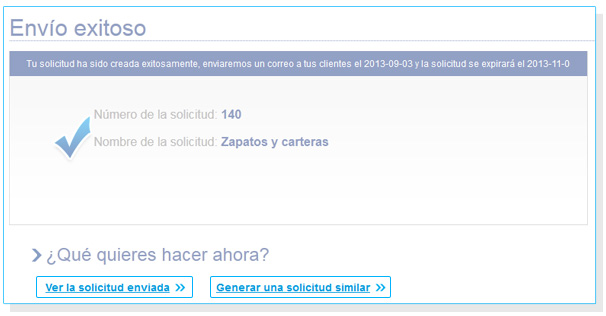 Envío exitoso
Tu solicitud ha sido creada exitosamente, enviaremos un correo a tus clientes el 2013-09-03 y la solicitud se expirará el 2013-11-0
Número de la solicitud: 140
Nombre de la solicitud: Zapatos y carteras
¿Qué quieres hacer ahora?
Ver la solicitud enviada »
Generar una solicitud similar »